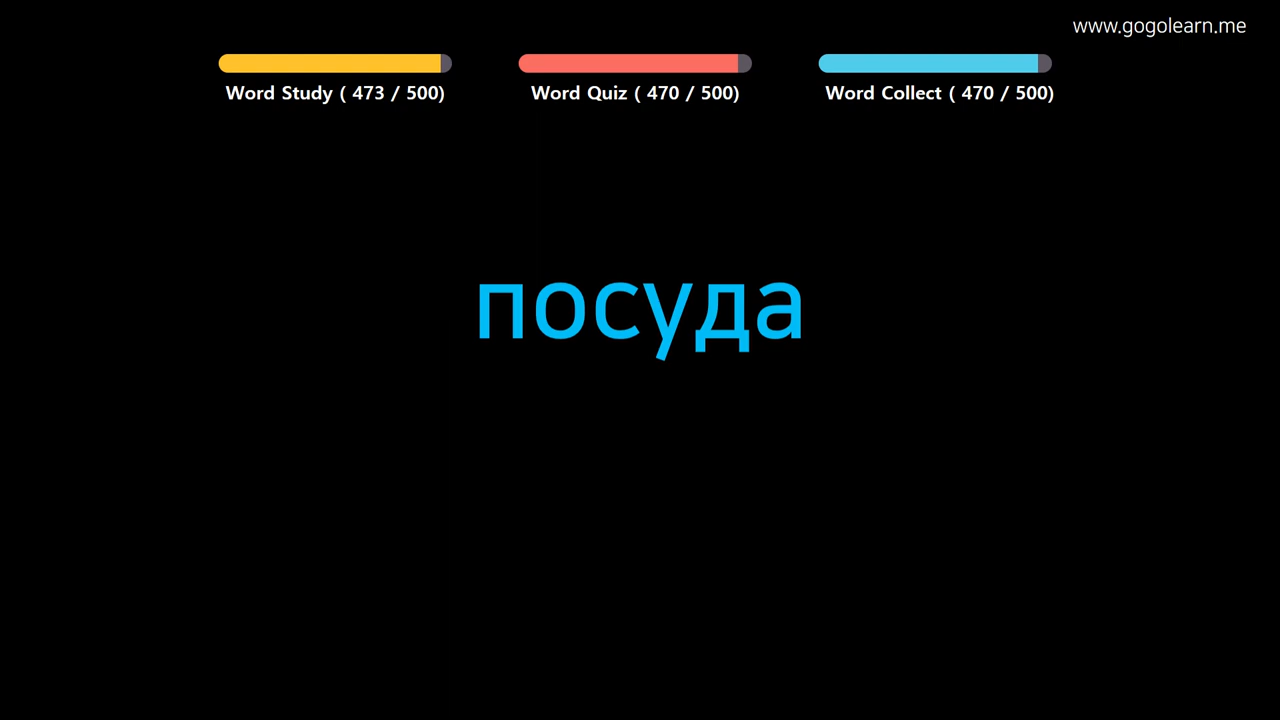 www.gogolearn.me
Word Study ( 473 / 500)
Word Quiz ( 470 / 500)
Word Collect ( 470 / 500)
посуда